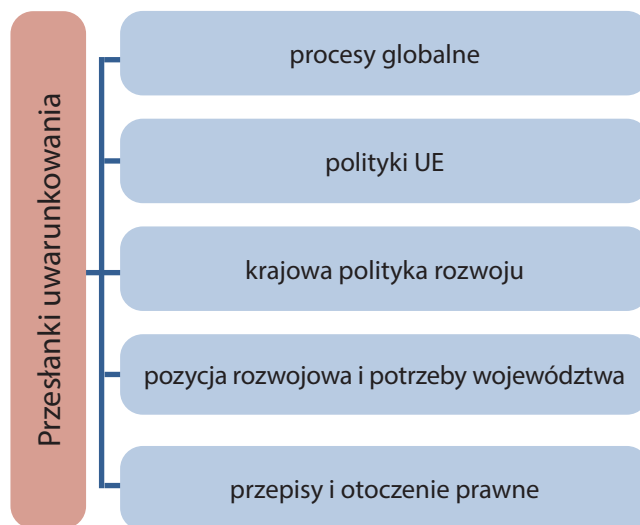 Przesłanki uwarunkowania
procesy globalne
polityki UE
krajowa polityka rozwoju
pozycja rozwojowa i potrzeby województwa
przepisy i otoczenie prawne